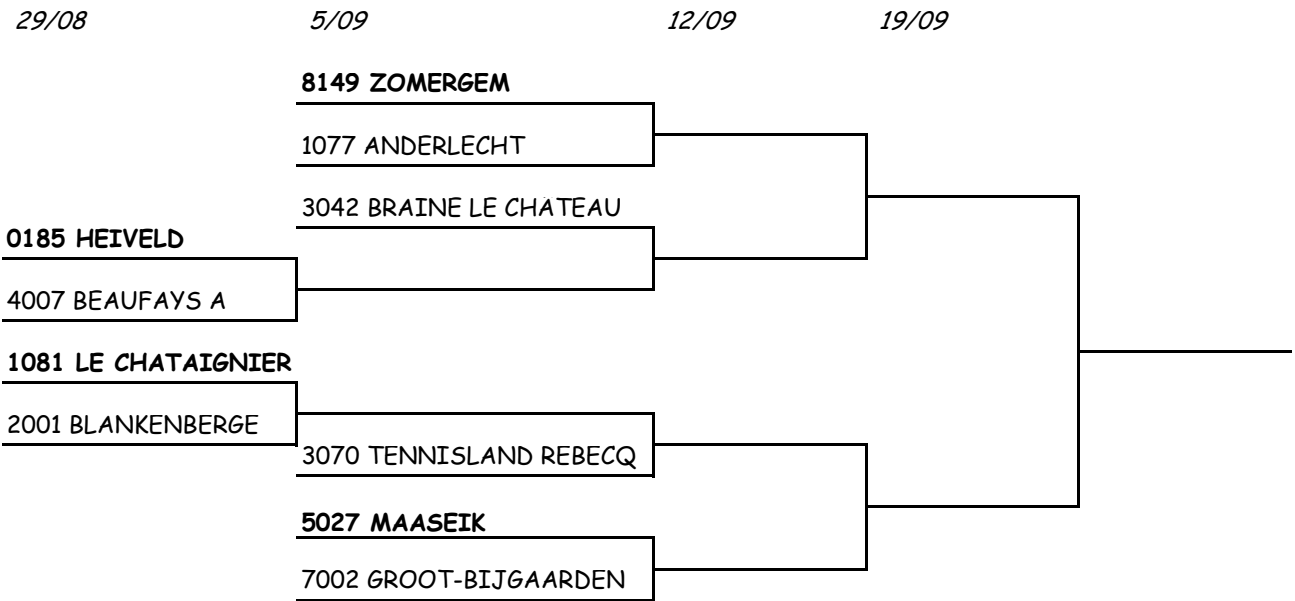 29/08 5/09 12/09 19/09
8149 ZOMERGEM
1077 ANDERLECHT
3042 BRAINE LE CHÂTEAU
0185 HEIVELD
4007 BEAUFAYS A
1081 LE CHATAIGNIER
2001 BLANKENBERGE
3070 TENNISLAND REBECQ
5027 MAASEIK
7002 GROOT-BIJGAARDEN